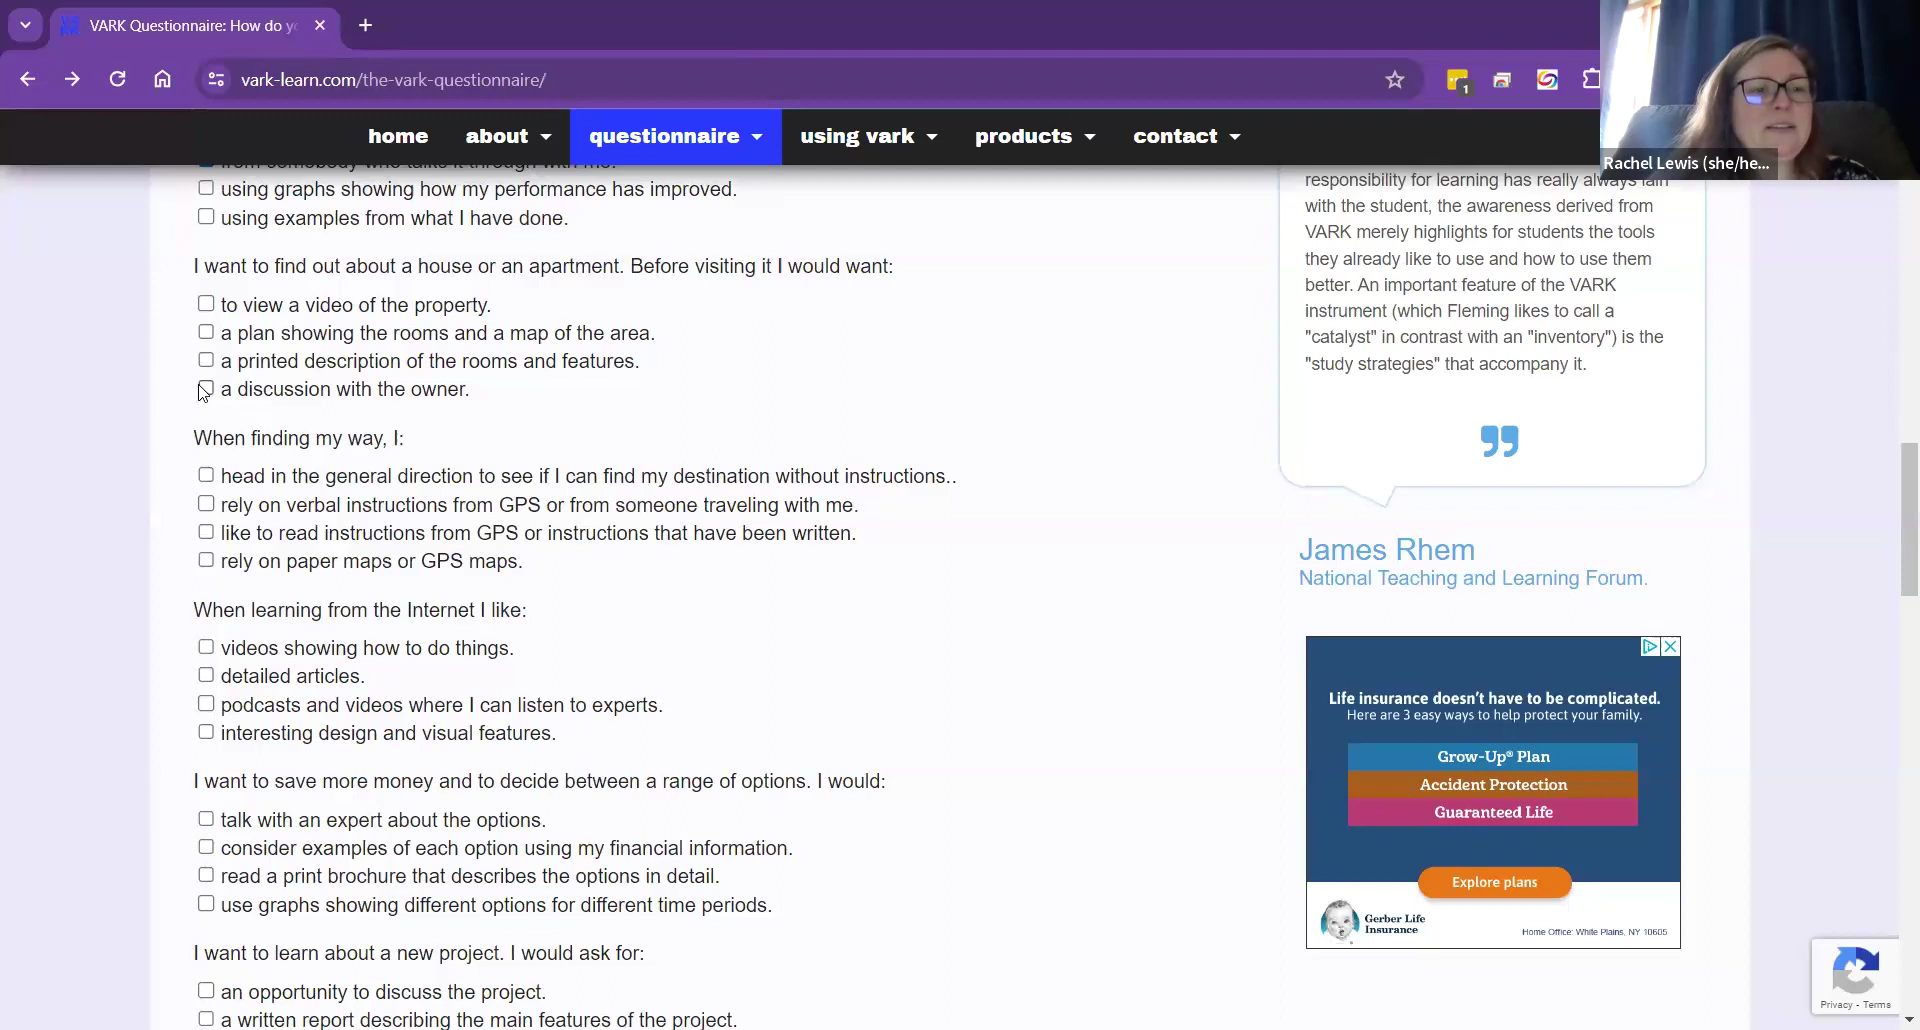 VARK Questionnaire: How do yo
vark-learn.com/the-vark-questionnaire/
1
home about questionnaire using vark products contact
Rachel Lewis (she/he...
from somebody who talks it through with me.
using graphs showing how my performance has improved.
using examples from what I have done.
I want to find out about a house or an apartment. Before visiting it I would want:
to view a video of the property.
a plan showing the rooms and a map of the area.
a printed description of the rooms and features.
a discussion with the owner.
When finding my way, I:
head in the general direction to see if I can find my destination without instructions..
rely on verbal instructions from GPS or from someone traveling with me.
like to read instructions from GPS or instructions that have been written.
rely on paper maps or GPS maps.
When learning from the Internet I like:
videos showing how to do things.
detailed articles.
podcasts and videos where I can listen to experts.
interesting design and visual features.
I want to save more money and to decide between a range of options. I would:
talk with an expert about the options.
consider examples of each option using my financial information.
read a print brochure that describes the options in detail.
use graphs showing different options for different time periods.
I want to learn about a new project. I would ask for:
an opportunity to discuss the project.
a written report describing the main features of the project.
responsibility for learning has really always lain
with the student, the awareness derived from
VARK merely highlights for students the tools
they already like to use and how to use them
better. An important feature of the VARK
instrument (which Fleming likes to call a
"catalyst" in contrast with an "inventory") is the
"study strategies" that accompany it.
James Rhem
National Teaching and Learning Forum.
Life insurance doesn't have to be complicated.
Here are 3 easy ways to help protect your family.
Grow-Up® Plan
Accident Protection
Guaranteed Life
Explore plans
Gerber Life
Insurance
Home Office: White Plains, NY 10605
Privacy - Terms